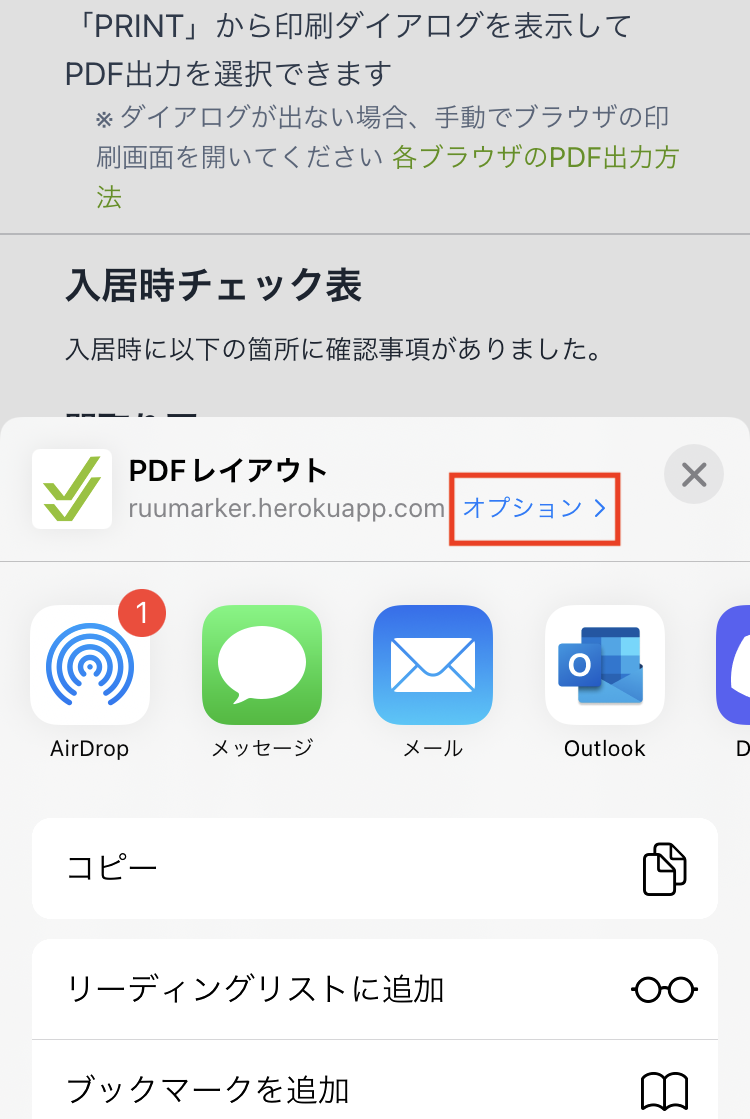 「PRINT」から印刷ダイアログを表示して
PDF出力を選択できます
※ ダイアログが出ない場合、手動でブラウザの印
刷画面を開いてください 各ブラウザのPDF出力方
法
入居時チェック表
入居時に以下の箇所に確認事項がありました。
PDFレイアウト
ruumarker.herokuapp.com オプション >
1
AirDrop メッセージ メール Outlook D
コピー
リーディングリストに追加
ブックマークを追加